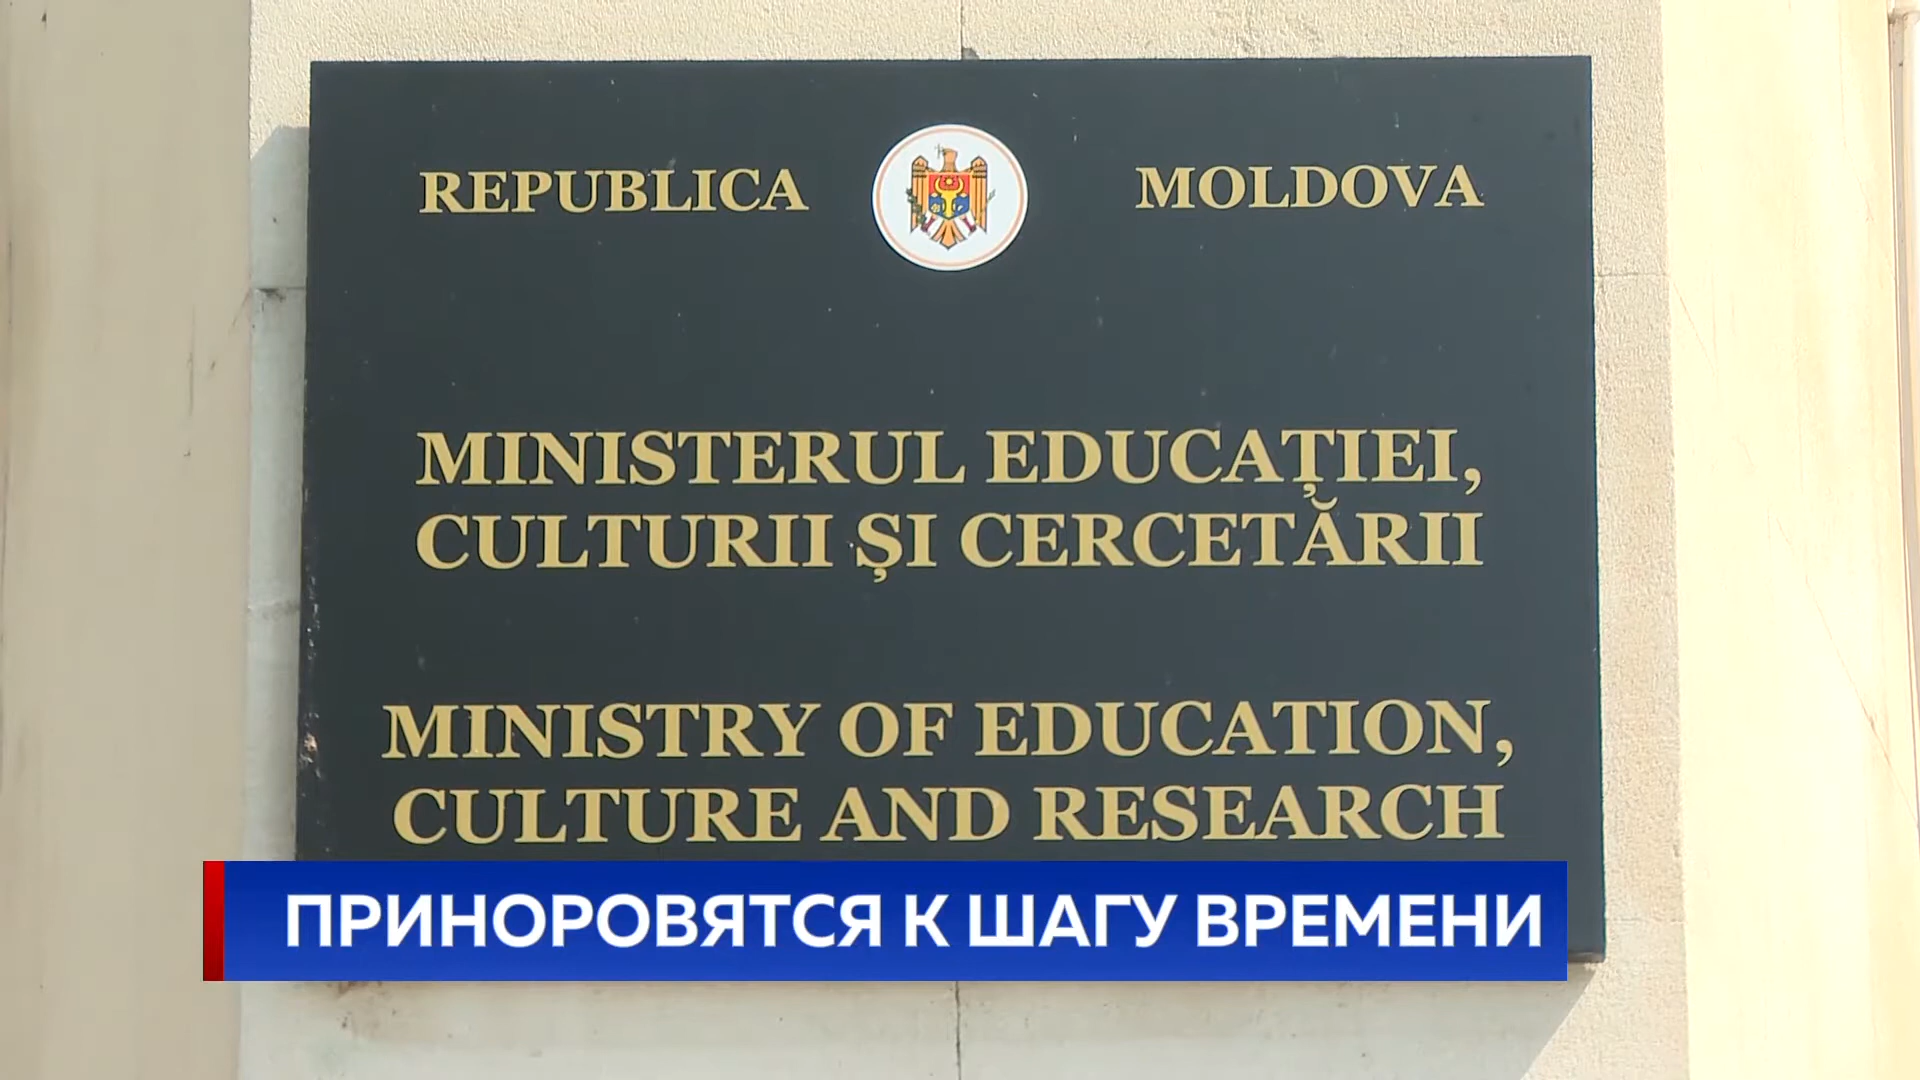 REPUBLICA MOLDOVA
MINISTERUL EDUCAȚIEI,
CULTURII ȘI CERCETĂRII
MINISTRY OF EDUCATION,
CULTURE AND RESEARCH
ПРИНОРОВЯТСЯ К ШАГУ ВРЕМЕНИ